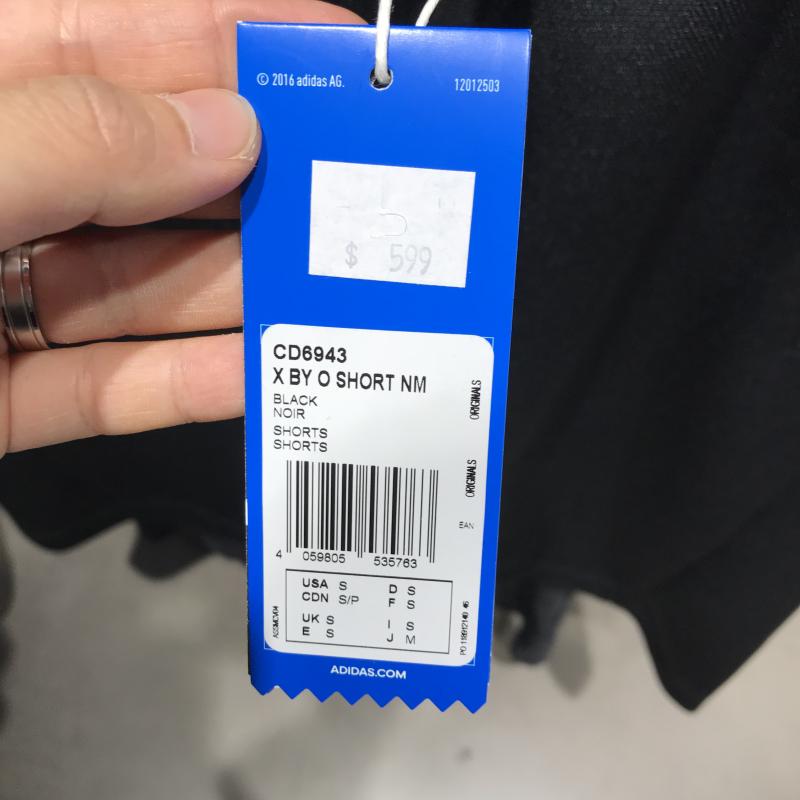 © 2016 adidas AG.
12012503
$ 599
CD6943
X BY O SHORT NM
BLACK
NOIR
SHORTS
SHORTS
ORIGINALS
ORIGINALS
EAN
4 059805 535763
USA S D S
CDN S/P F S
UK S I S
E S J M
ADIDAS.COM